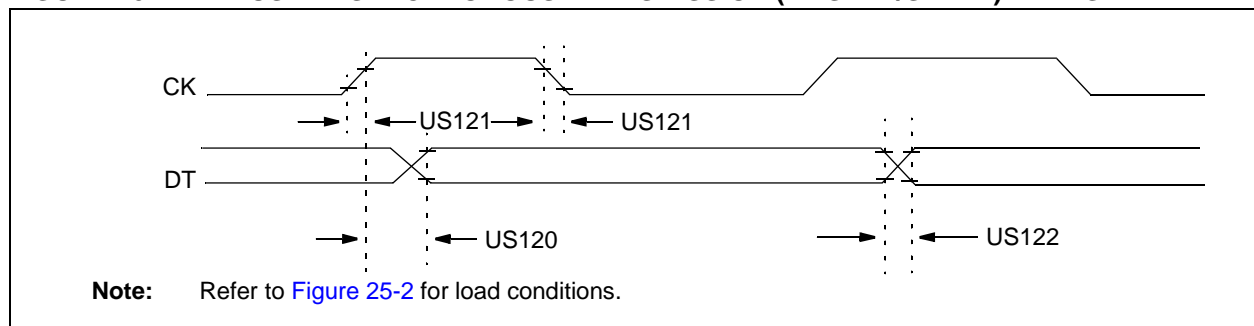 CK
US121
US121
DT
US120
US122
Note: Refer to Figure 25-2 for load conditions.